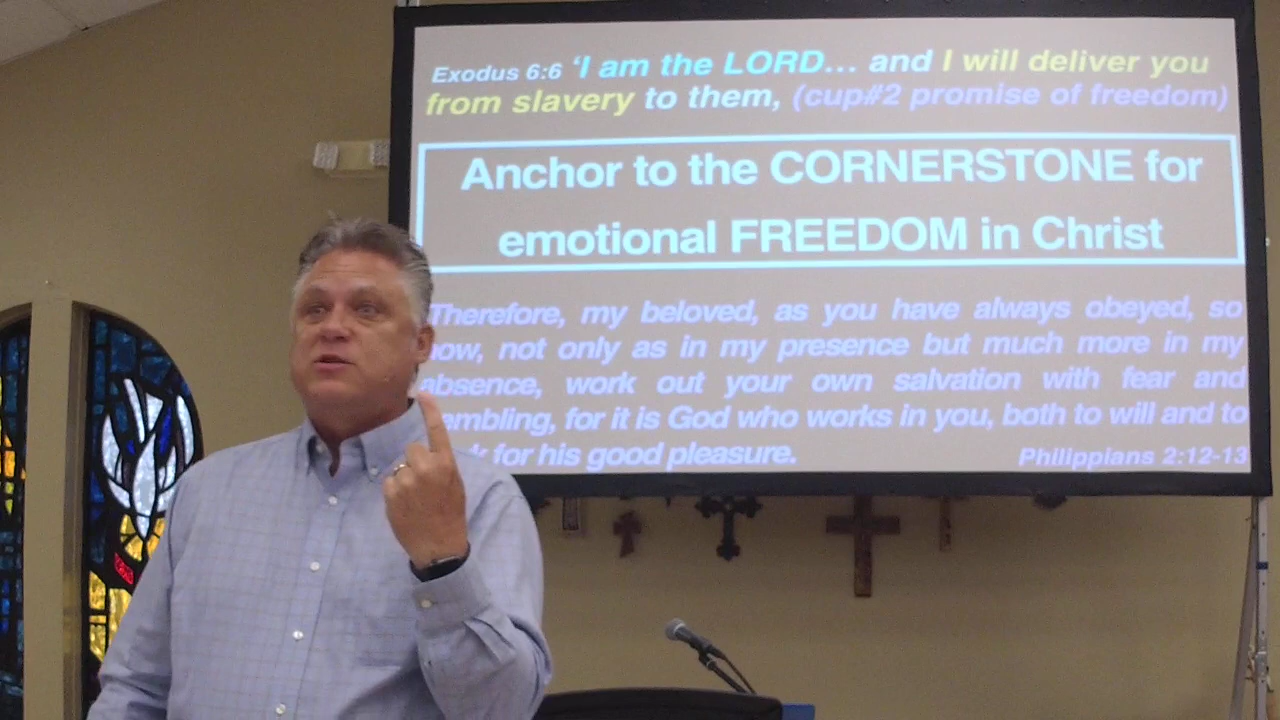 Exodus 6:6 ‘I am the LORD... and I will deliver you
from slavery to them, (cup#2 promise of freedom)
Anchor to the CORNERSTONE for
emotional FREEDOM in Christ
Therefore, my beloved, as you have always obeyed, so
now, not only as in my presence but much more in my
absence, work out your own salvation with fear and
embling, for it is God who works in you, both to will and to
k for his good pleasure. Philippians 2:12-13